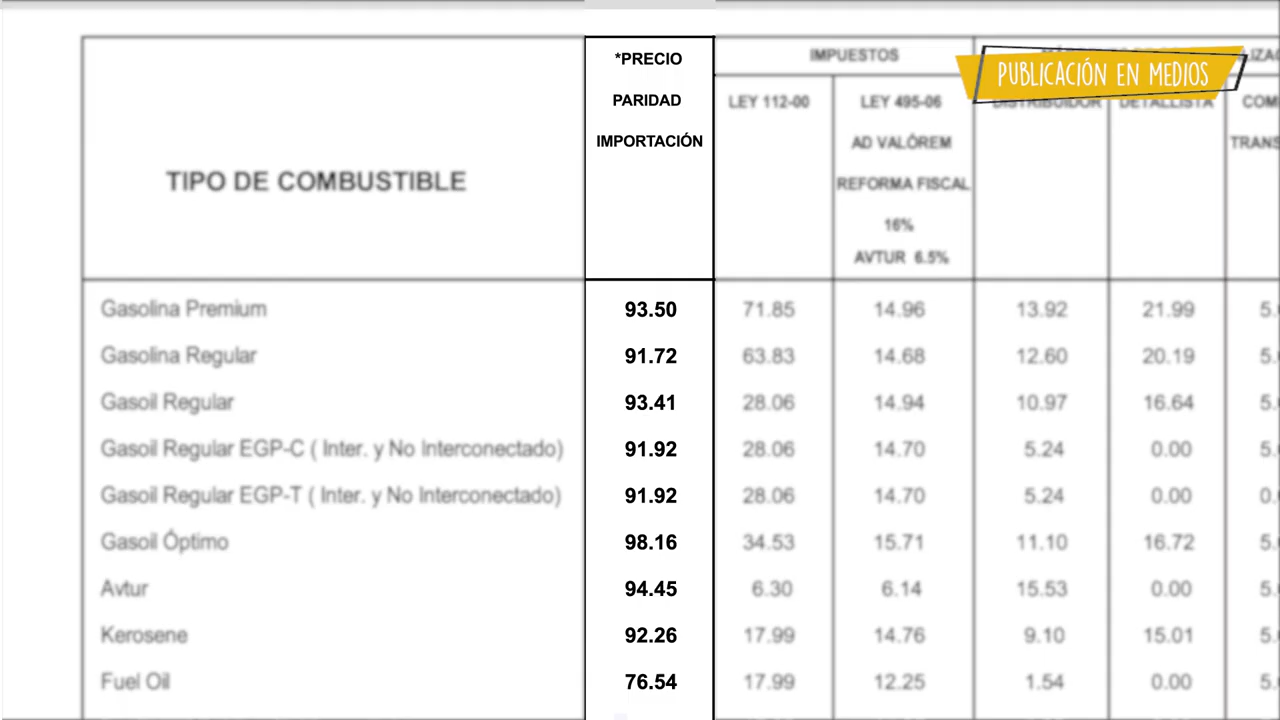 PUBLICACIÓN EN MEDIOS
*PRECIO PARIDAD IMPORTACIÓN
IMPUESTOS
LEY 112-00
LEY 495-06
AD VALÓREM
REFORMA FISCAL
16%
AVTUR 6.5%
DISTRIBUIDOR
DETALLISTA
TIPO DE COMBUSTIBLE
Gasolina Premium 93.50 71.85 14.96 13.92 21.99
Gasolina Regular 91.72 63.83 14.68 12.60 20.19
Gasoil Regular 93.41 28.06 14.94 10.97 16.64
Gasoil Regular EGP-C ( Inter. y No Interconectado) 91.92 28.06 14.70 5.24 0.00
Gasoil Regular EGP-T ( Inter. y No Interconectado) 91.92 28.06 14.70 5.24 0.00
Gasoil Óptimo 98.16 34.53 15.71 11.10 16.72
Avtur 94.45 6.30 6.14 15.53 0.00
Kerosene 92.26 17.99 14.76 9.10 15.01
Fuel Oil 76.54 17.99 12.25 1.54 0.00